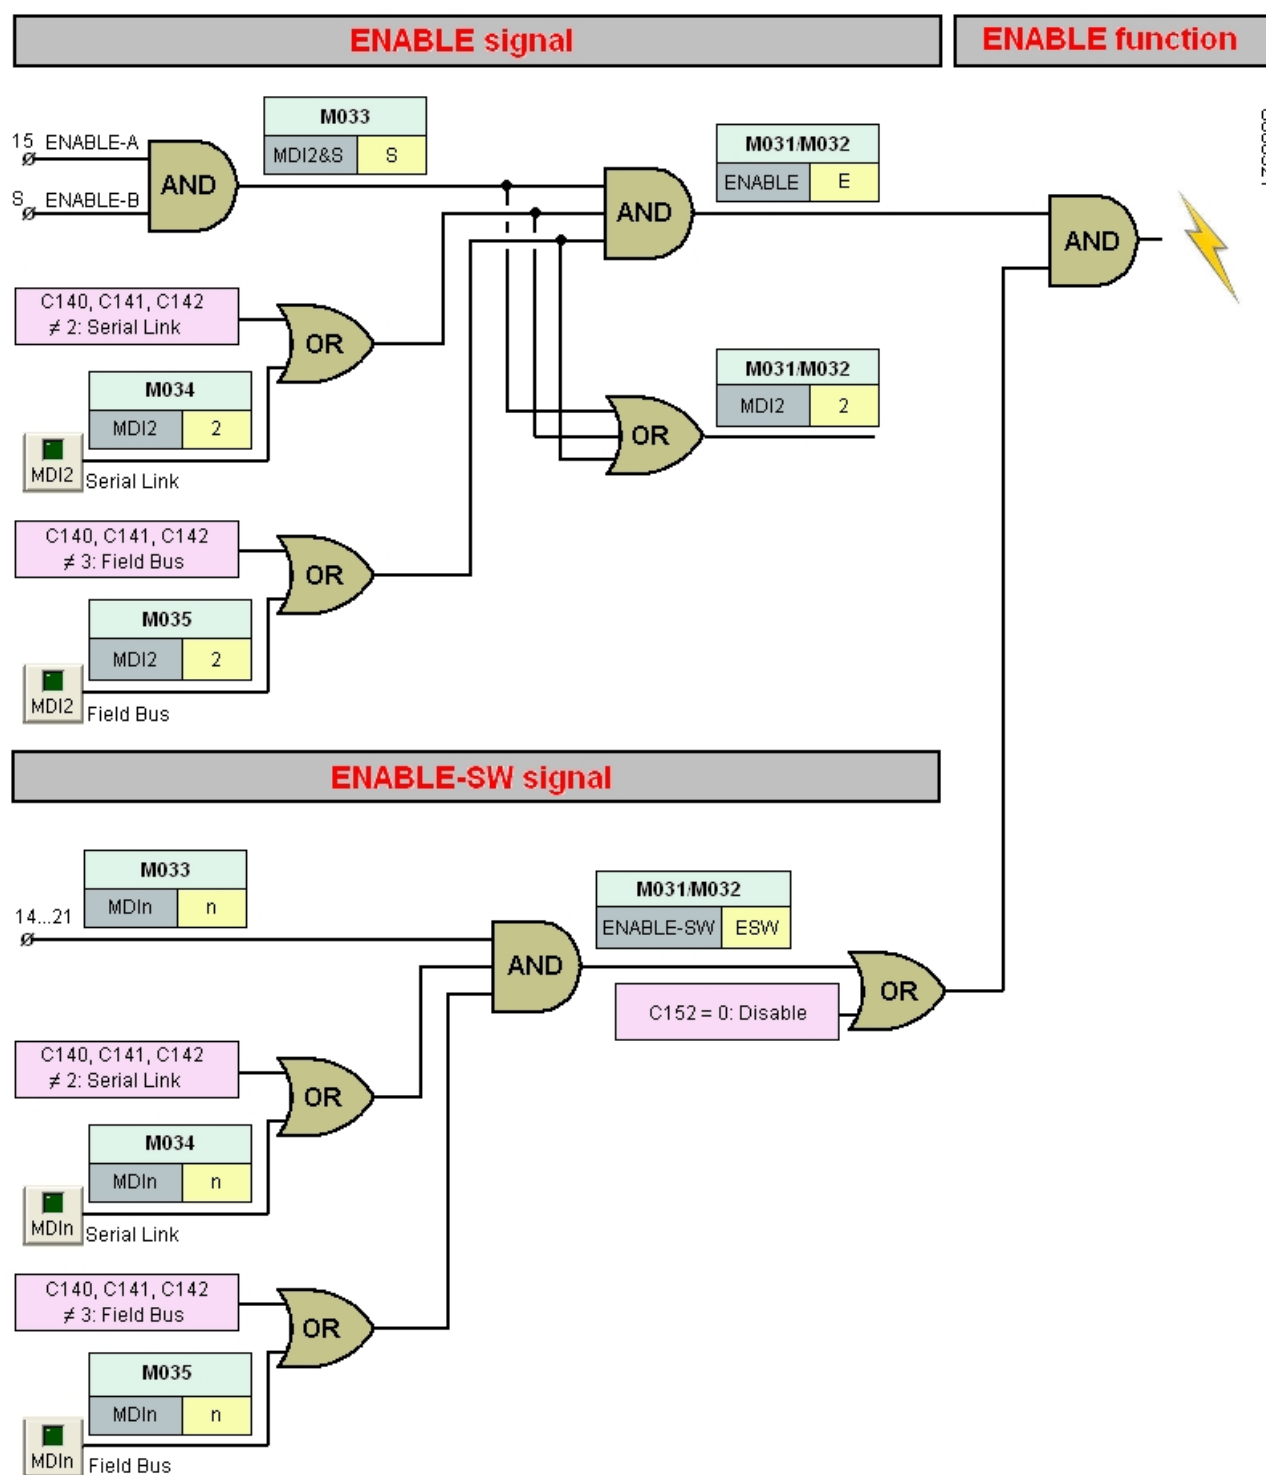 ENABLE signal
ENABLE function
M033
MDI2&S S
15 ENABLE-A
S ENABLE-B
AND
M031/M032
ENABLE E
AND
AND
C140, C141, C142
≠ 2: Serial Link
OR
M034
MDI2 2
MDI2
Serial Link
M031/M032
MDI2 2
OR
C140, C141, C142
≠ 3: Field Bus
OR
M035
MDI2 2
MDI2
Field Bus
ENABLE-SW signal
M033
MDIn n
14...21
M031/M032
ENABLE-SW ESW
AND
OR
C152 = 0: Disable
C140, C141, C142
≠ 2: Serial Link
OR
M034
MDIn n
MDIn
Serial Link
C140, C141, C142
≠ 3: Field Bus
OR
M035
MDIn n
MDIn
Field Bus